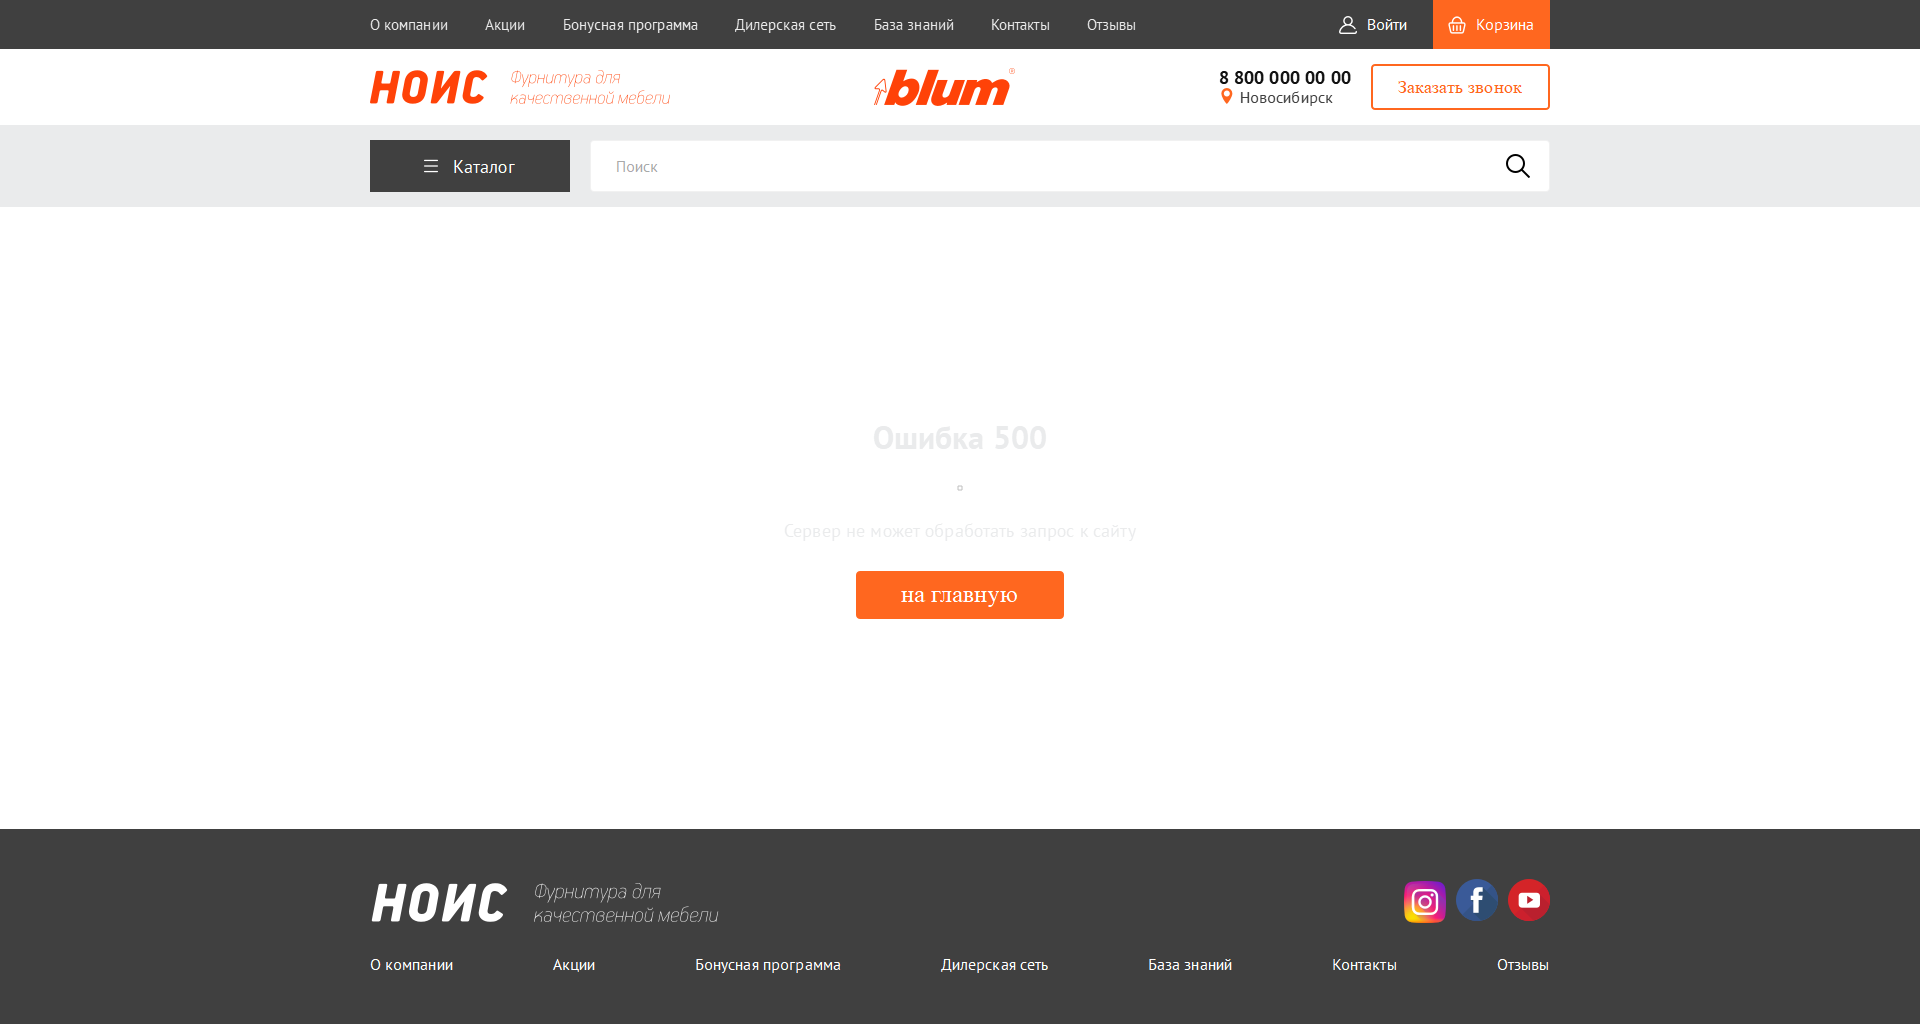 О компании
Акции
Бонусная программа
Дилерская сеть
База знаний
Контакты
Отзывы
Войти
Корзина
НОИС
Фурнитура для
качественной мебели
blum®
8 800 000 00 00
Новосибирск
Заказать звонок
Каталог
Поиск
Ошибка 500
Сервер не может обработать запрос к сайту
на главную
НОИС
Фурнитура для
качественной мебели
О компании
Акции
Бонусная программа
Дилерская сеть
База знаний
Контакты
Отзывы